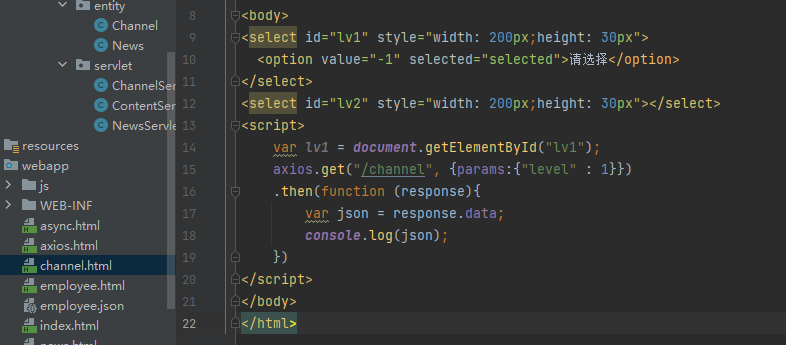 entity
Channel
News
servlet
ChannelSer
ContentSer
NewsServle
resources
webapp
js
WEB-INF
async.html
axios.html
channel.html
employee.html
employee.json
index.html
news.html
8 <body>
9 <select id="lv1" style="width: 200px;height: 30px">
10 <option value="-1" selected="selected">请选择</option>
11 </select>
12 <select id="lv2" style="width: 200px;height: 30px"></select>
13 <script>
14 var lv1 = document.getElementById("lv1");
15 axios.get("/channel", {params:{"level" : 1}})
16 .then(function (response){
17 var json = response.data;
18 console.log(json);
19 })
20 </script>
21 </body>
22 </html>